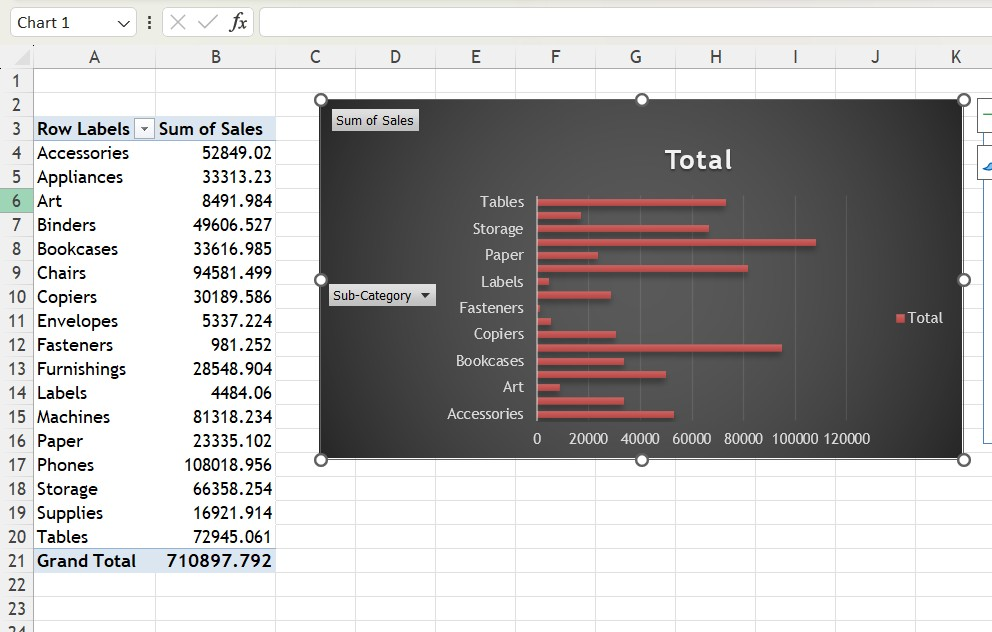 Chart 1
fx
A B C D E F G H I J K
1
2
3 Row Labels Sum of Sales
4 Accessories 52849.02
5 Appliances 33313.23
6 Art 8491.984
7 Binders 49606.527
8 Bookcases 33616.985
9 Chairs 94581.499
10 Copiers 30189.586
11 Envelopes 5337.224
12 Fasteners 981.252
13 Furnishings 28548.904
14 Labels 4484.06
15 Machines 81318.234
16 Paper 23335.102
17 Phones 108018.956
18 Storage 66358.254
19 Supplies 16921.914
20 Tables 72945.061
21 Grand Total 710897.792
22
23
24
Sum of Sales
Total
Tables
Storage
Paper
Labels
Sub-Category
Fasteners
Total
Copiers
Bookcases
Art
Accessories
0 20000 40000 60000 80000 100000 120000